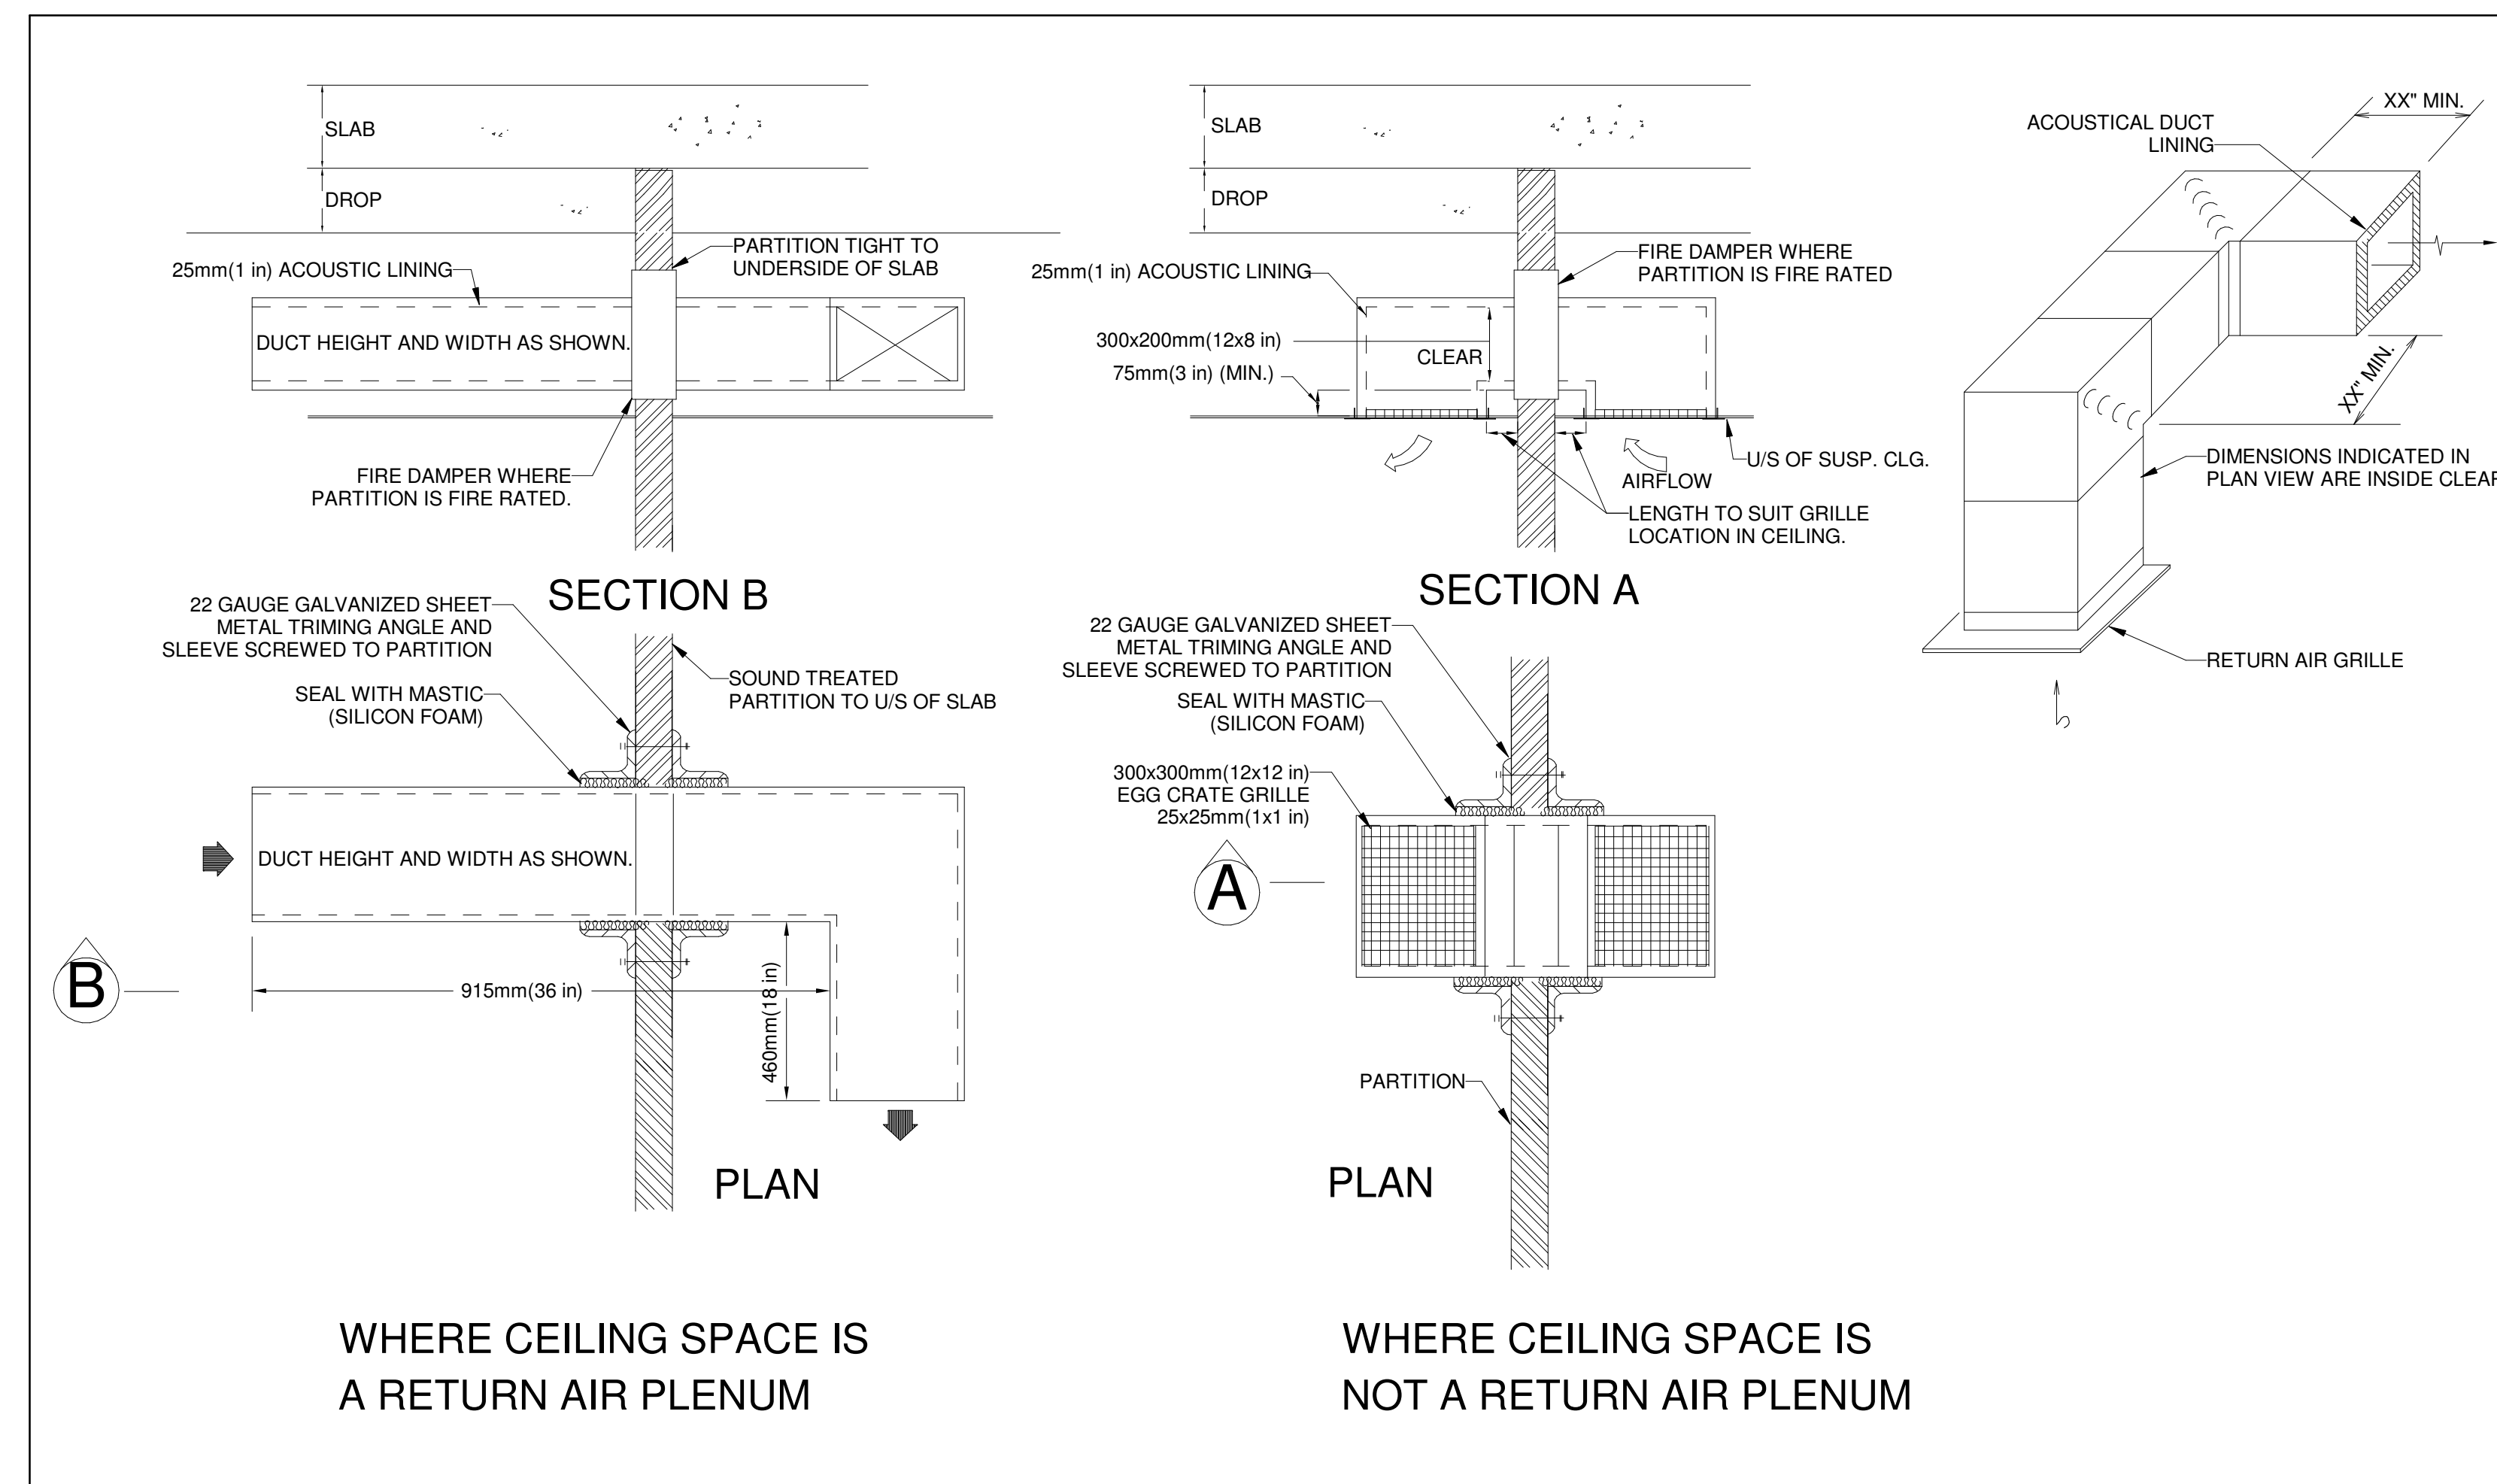 SLAB
DROP
25mm(1 in) ACOUSTIC LINING
PARTITION TIGHT TO
UNDERSIDE OF SLAB
DUCT HEIGHT AND WIDTH AS SHOWN.
FIRE DAMPER WHERE
PARTITION IS FIRE RATED.
SECTION B
22 GAUGE GALVANIZED SHEET
METAL TRIMING ANGLE AND
SLEEVE SCREWED TO PARTITION
SEAL WITH MASTIC
(SILICON FOAM)
SOUND TREATED
PARTITION TO U/S OF SLAB
DUCT HEIGHT AND WIDTH AS SHOWN.
B
915mm(36 in)
460mm(18 in)
PLAN
WHERE CEILING SPACE IS
A RETURN AIR PLENUM
SLAB
DROP
25mm(1 in) ACOUSTIC LINING
FIRE DAMPER WHERE
PARTITION IS FIRE RATED
300x200mm(12x8 in)
CLEAR
75mm(3 in) (MIN.)
U/S OF SUSP. CLG.
AIRFLOW
LENGTH TO SUIT GRILLE
LOCATION IN CEILING.
SECTION A
22 GAUGE GALVANIZED SHEET
METAL TRIMING ANGLE AND
SLEEVE SCREWED TO PARTITION
SEAL WITH MASTIC
(SILICON FOAM)
300x300mm(12x12 in)
EGG CRATE GRILLE
25x25mm(1x1 in)
A
PARTITION
PLAN
WHERE CEILING SPACE IS
NOT A RETURN AIR PLENUM
XX" MIN.
ACOUSTICAL DUCT
LINING
XX" MIN.
DIMENSIONS INDICATED IN
PLAN VIEW ARE INSIDE CLEAR
RETURN AIR GRILLE